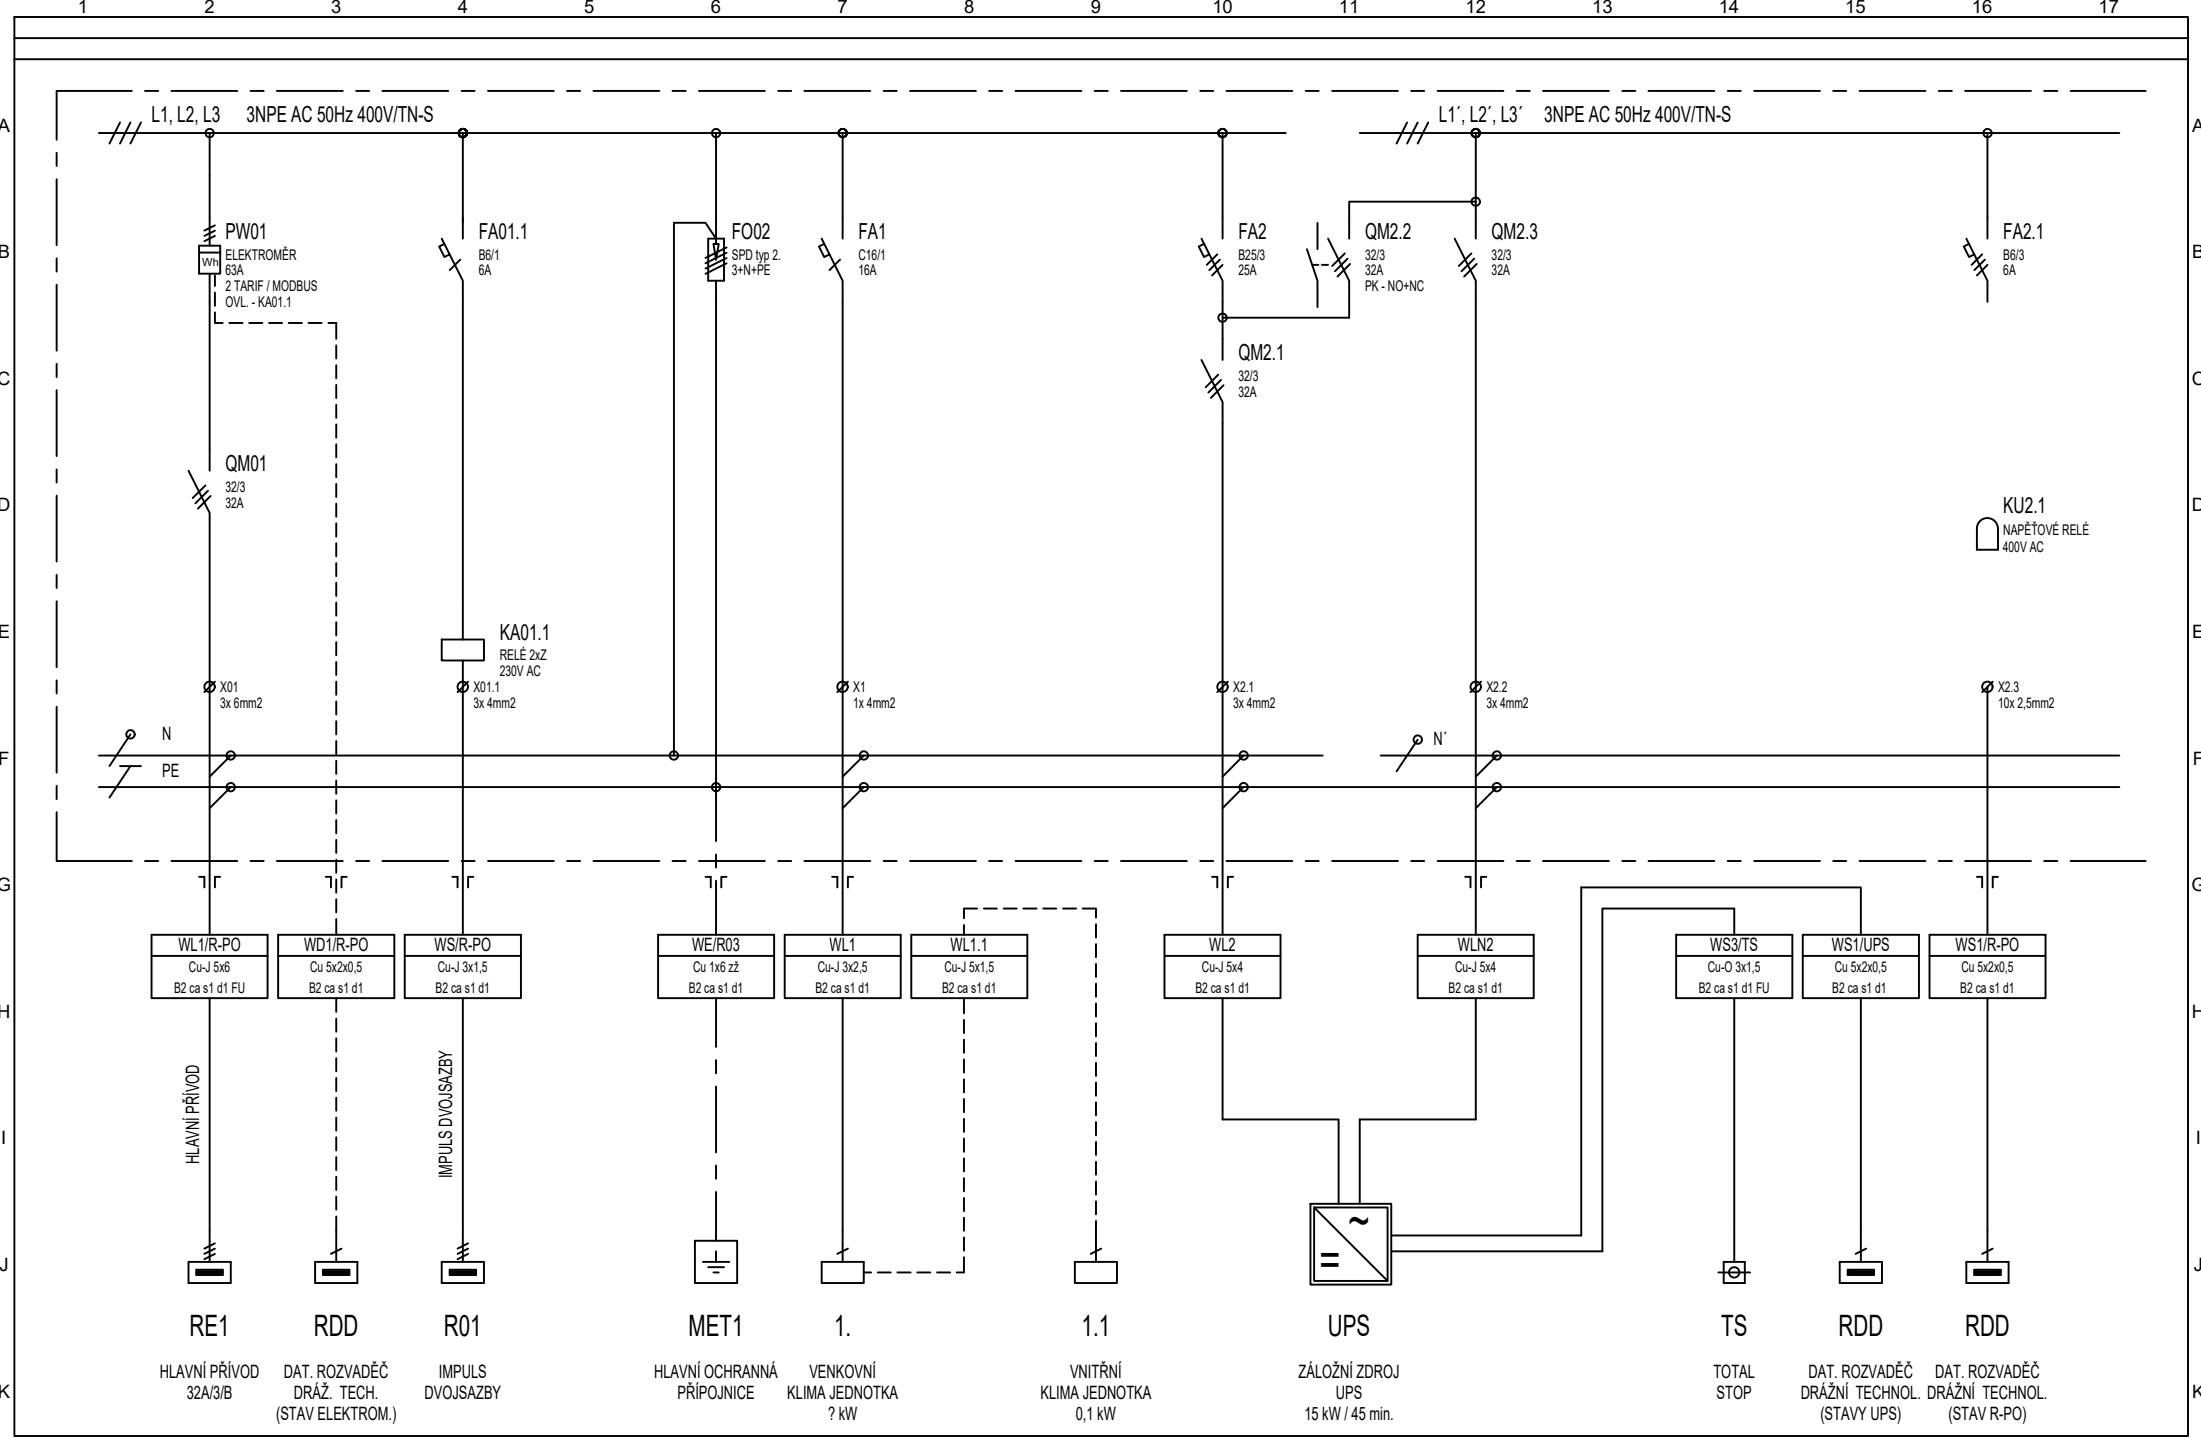 1 2 3 4 5 6 7 8 9 10 11 12 13 14 15 16 17
A
L1, L2, L3 3NPE AC 50Hz 400V/TN-S
L1´, L2´, L3´ 3NPE AC 50Hz 400V/TN-S
A
B
PW01
ELEKTROMĚR
63A
2 TARIF / MODBUS
OVL. - KA01.1
Wh
FA01.1
B6/1
6A
FO02
SPD typ 2.
3+N+PE
FA1
C16/1
16A
FA2
B25/3
25A
QM2.2
32/3
32A
PK - NO+NC
QM2.3
32/3
32A
FA2.1
B6/3
6A
B
C
QM2.1
32/3
32A
C
D
QM01
32/3
32A
KU2.1
NAPĚŤOVÉ RELÉ
400V AC
D
E
KA01.1
RELÉ 2xZ
230V AC
E
X01
3x 6mm2
X01.1
3x 4mm2
X1
1x 4mm2
X2.1
3x 4mm2
X2.2
3x 4mm2
X2.3
10x 2,5mm2
F
N
PE
N´
F
G
G
WL1/R-PO
Cu-J 5x6
B2 ca s1 d1 FU
WD1/R-PO
Cu 5x2x0,5
B2 ca s1 d1
WS/R-PO
Cu-J 3x1,5
B2 ca s1 d1
WE/R03
Cu 1x6 zž
B2 ca s1 d1
WL1
Cu-J 3x2,5
B2 ca s1 d1
WL1.1
Cu-J 5x1,5
B2 ca s1 d1
WL2
Cu-J 5x4
B2 ca s1 d1
WLN2
Cu-J 5x4
B2 ca s1 d1
WS3/TS
Cu-O 3x1,5
B2 ca s1 d1 FU
WS1/UPS
Cu 5x2x0,5
B2 ca s1 d1
WS1/R-PO
Cu 5x2x0,5
B2 ca s1 d1
H
H
HLAVNÍ PŘÍVOD
IMPULS DVOJSAZBY
I
I
J
J
RE1
HLAVNÍ PŘÍVOD
32A/3/B
RDD
DAT. ROZVADĚČ
DRÁŽ. TECH.
(STAV ELEKTROM.)
R01
IMPULS
DVOJSAZBY
MET1
HLAVNÍ OCHRANNÁ
PŘÍPOJNICE
1.
VENKOVNÍ
KLIMA JEDNOTKA
? kW
1.1
VNITŘNÍ
KLIMA JEDNOTKA
0,1 kW
UPS
ZÁLOŽNÍ ZDROJ
UPS
15 kW / 45 min.
TS
TOTAL
STOP
RDD
DAT. ROZVADĚČ
DRÁŽNÍ TECHNOL.
(STAVY UPS)
RDD
DAT. ROZVADĚČ
DRÁŽNÍ TECHNOL.
(STAV R-PO)
K
K